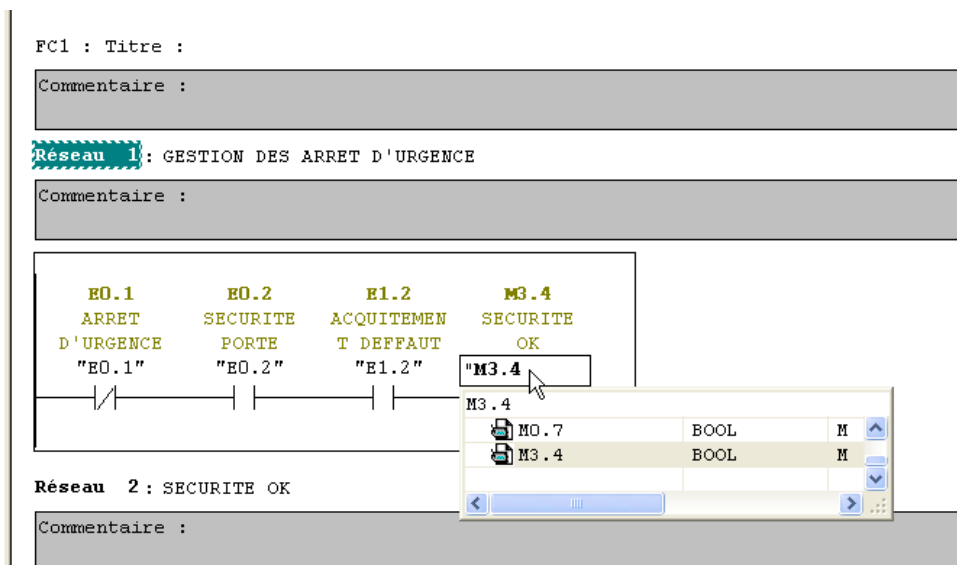 FC1 : Titre :
Commentaire :
Réseau 1 : GESTION DES ARRET D'URGENCE
Commentaire :
E0.1 E0.2 E1.2 M3.4
ARRET SECURITE ACQUITEMEN SECURITE
D'URGENCE PORTE T DEFFAUT OK
"E0.1" "E0.2" "E1.2" "M3.4
M3.4
M0.7 BOOL M
M3.4 BOOL M
Réseau 2 : SECURITE OK
Commentaire :